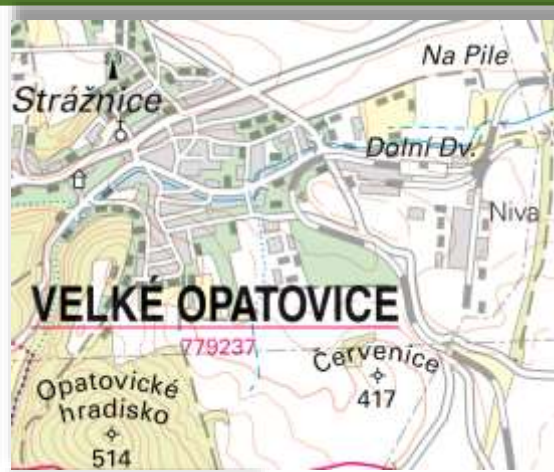 Na Pile
Strážnice
Dolní Dv.
Niva
VELKÉ OPATOVICE
779237
Červenice
417
Opatovické
hradisko
514